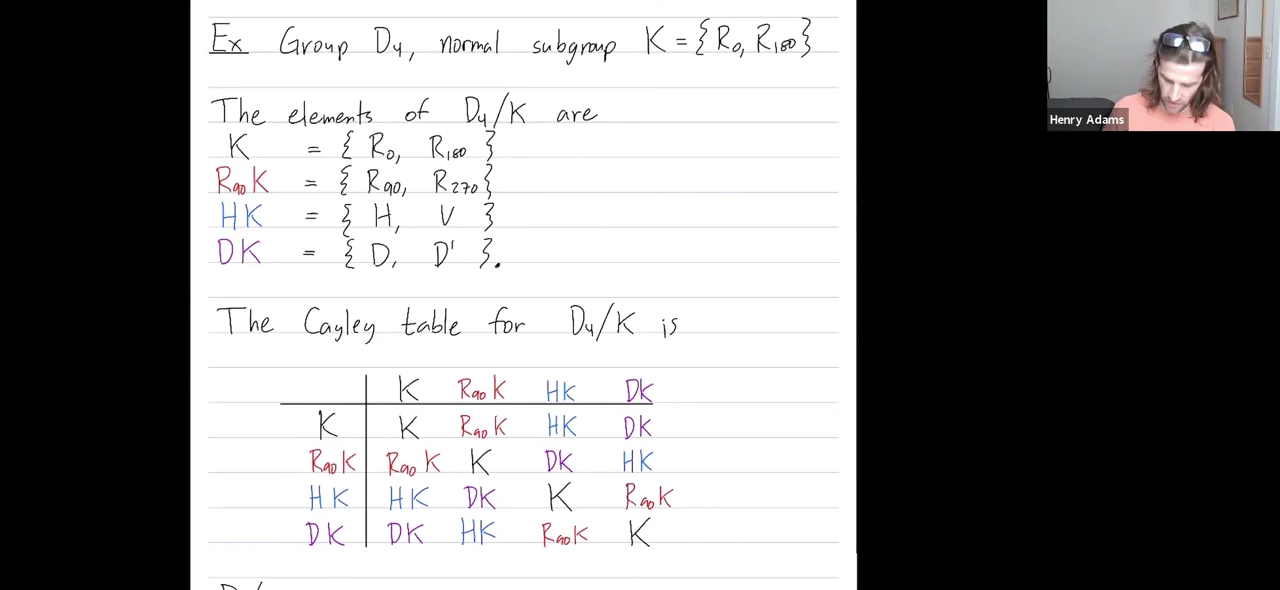 Ex Group D₄, normal subgroup K = {R₀, R₁₈₀}
Henry Adams
The elements of D₄/K are
K = { R₀, R₁₈₀ }
R₉₀K = { R₉₀, R₂₇₀}
HK = { H, V }
DK = { D, D' }.
The Cayley table for D₄/K is
K R₉₀K HK DK
K K R₉₀K HK DK
R₉₀K R₉₀K K DK HK
HK HK DK K R₉₀K
DK DK HK R₉₀K K